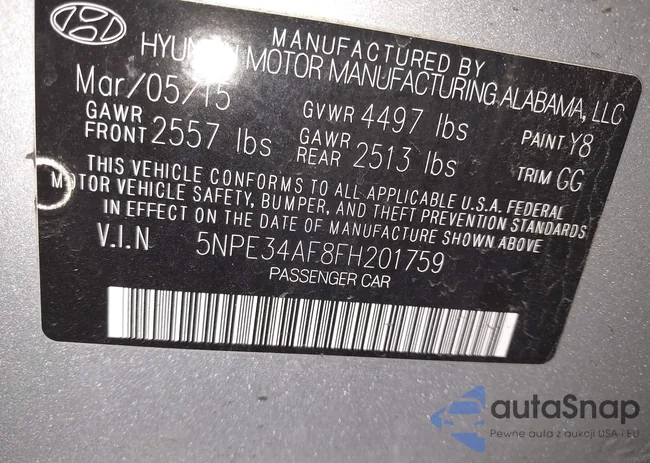 MANUFACTURED BY
HYUNDAI MOTOR MANUFACTURING ALABAMA, LLC
Mar/05/15 GVWR 4497 lbs PAINT Y8
GAWR FRONT 2557 lbs GAWR REAR 2513 lbs TRIM GG
THIS VEHICLE CONFORMS TO ALL APPLICABLE U.S.A. FEDERAL
MOTOR VEHICLE SAFETY, BUMPER, AND THEFT PREVENTION STANDARDS
IN EFFECT ON THE DATE OF MANUFACTURE SHOWN ABOVE
V.I.N 5NPE34AF8FH201759
PASSENGER CAR
autaSnap
Pewne auta z aukcji USA i EU